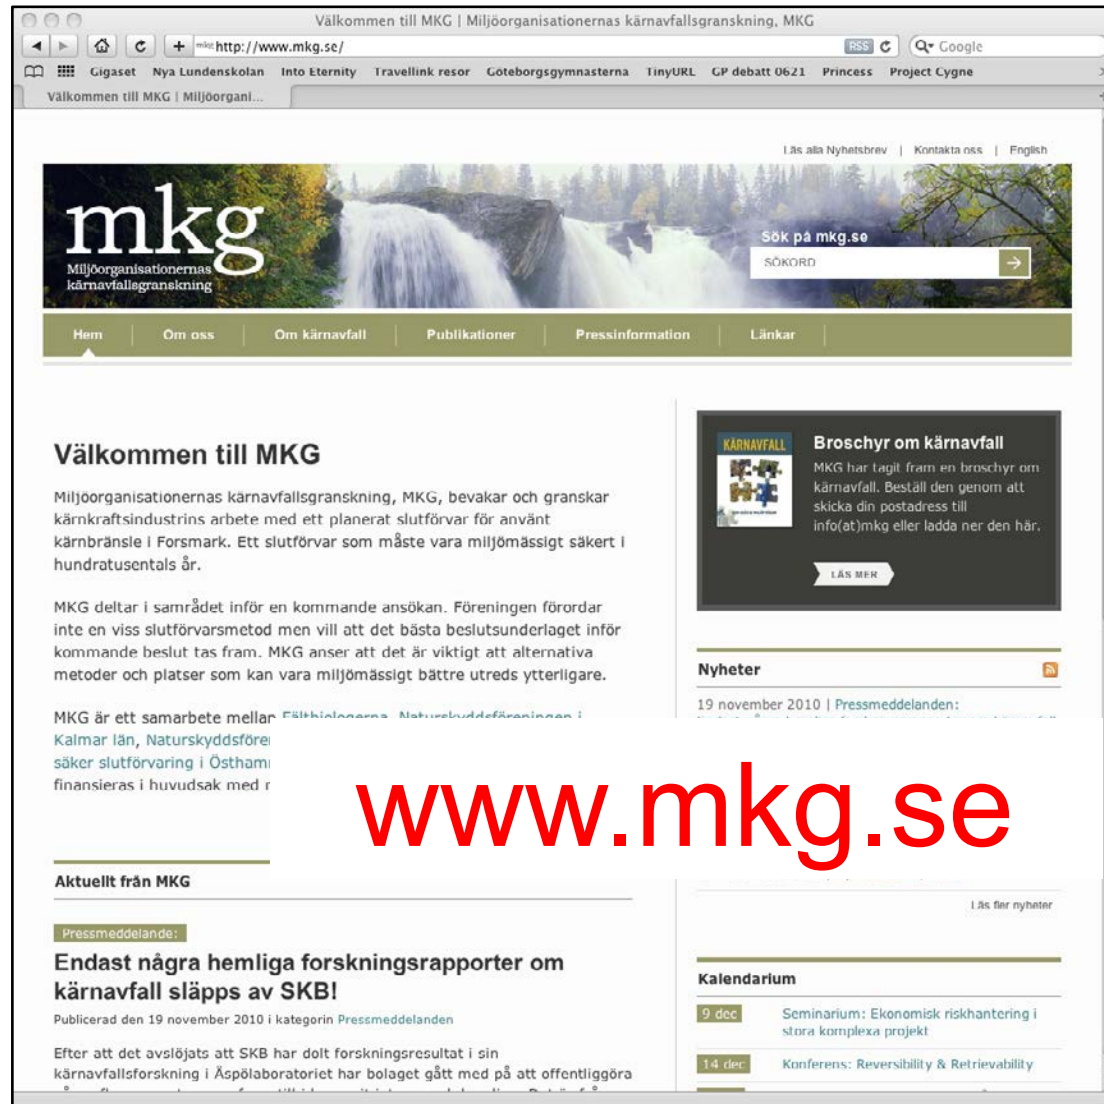 Välkommen till MKG | Miljöorganisationernas kärnavfallsgranskning, MKG
http://www.mkg.se/
RSS
Google
Gigaset Nya Lundenskolan Into Eternity Travellink resor Göteborgsgymnasterna TinyURL GP debatt 0621 Princess Project Cygne
Välkommen till MKG | Miljöorgani...
Läs alla Nyhetsbrev | Kontakta oss | English
mkg
Miljöorganisationernas
kärnavfallsgranskning
Sök på mkg.se
SÖKORD
Hem Om oss Om kärnavfall Publikationer Pressinformation Länkar
Välkommen till MKG
Miljöorganisationernas kärnavfallsgranskning, MKG, bevakar och granskar
kärnkraftsindustrins arbete med ett planerat slutförvar för använt
kärnbränsle i Forsmark. Ett slutförvar som måste vara miljömässigt säkert i
hundratusentals år.
MKG deltar i samrådet inför en kommande ansökan. Föreningen förordar
inte en viss slutförvarsmetod men vill att det bästa beslutsunderlaget inför
kommande beslut tas fram. MKG anser att det är viktigt att alternativa
metoder och platser som kan vara miljömässigt bättre utreds ytterligare.
MKG är ett samarbete mellan Fältbiologerna, Naturskyddsföreningen i
Kalmar län, Naturskyddsföre
säker slutförvaring i Östham
finansieras i huvudsak med
KÄRNAVFALL
Broschyr om kärnavfall
MKG har tagit fram en broschyr om
kärnavfall. Beställ den genom att
skicka din postadress till
info(at)mkg eller ladda ner den här.
LÄS MER
Nyheter
19 november 2010 | Pressmeddelanden:
www.mkg.se
Läs fler nyheter
Aktuellt från MKG
Pressmeddelande:
Endast några hemliga forskningsrapporter om
kärnavfall släpps av SKB!
Publicerad den 19 november 2010 i kategorin Pressmeddelanden
Efter att det avslöjats att SKB har dolt forskningsresultat i sin
kärnavfallsforskning i Äspölaboratoriet har bolaget gått med på att offentliggöra
Kalendarium
9 dec Seminarium: Ekonomisk riskhantering i
stora komplexa projekt
14 dec Konferens: Reversibility & Retrievability